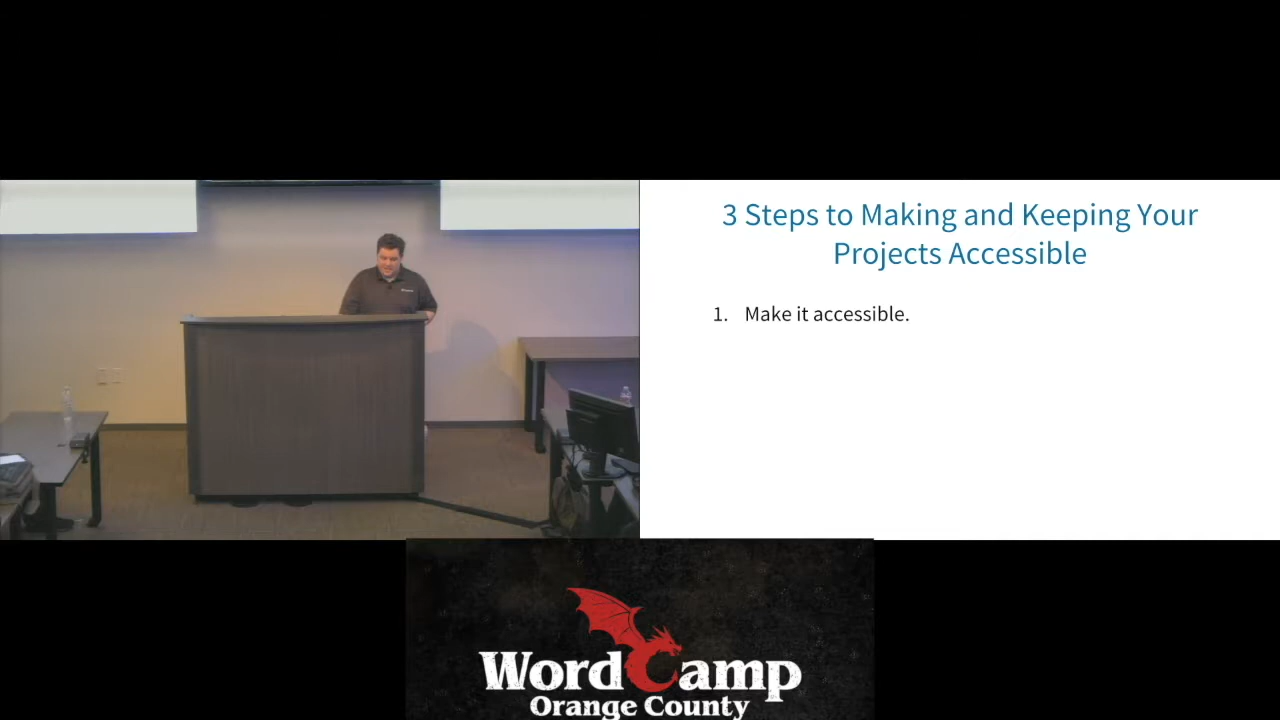 3 Steps to Making and Keeping Your
Projects Accessible
1. Make it accessible.
WordCamp
Orange County